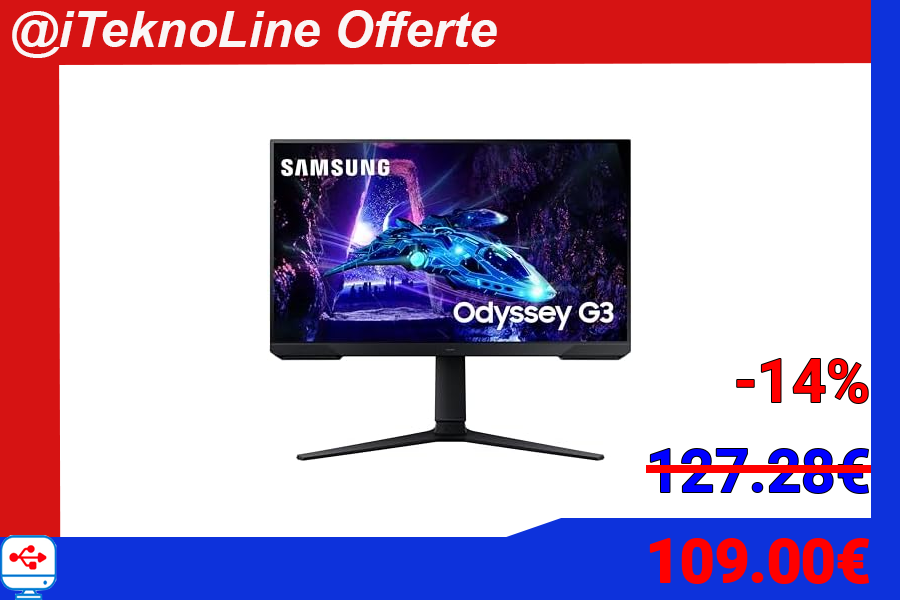 @iTeknoLine Offerte
SAMSUNG
Odyssey G3
-14%
127.28€
109.00€